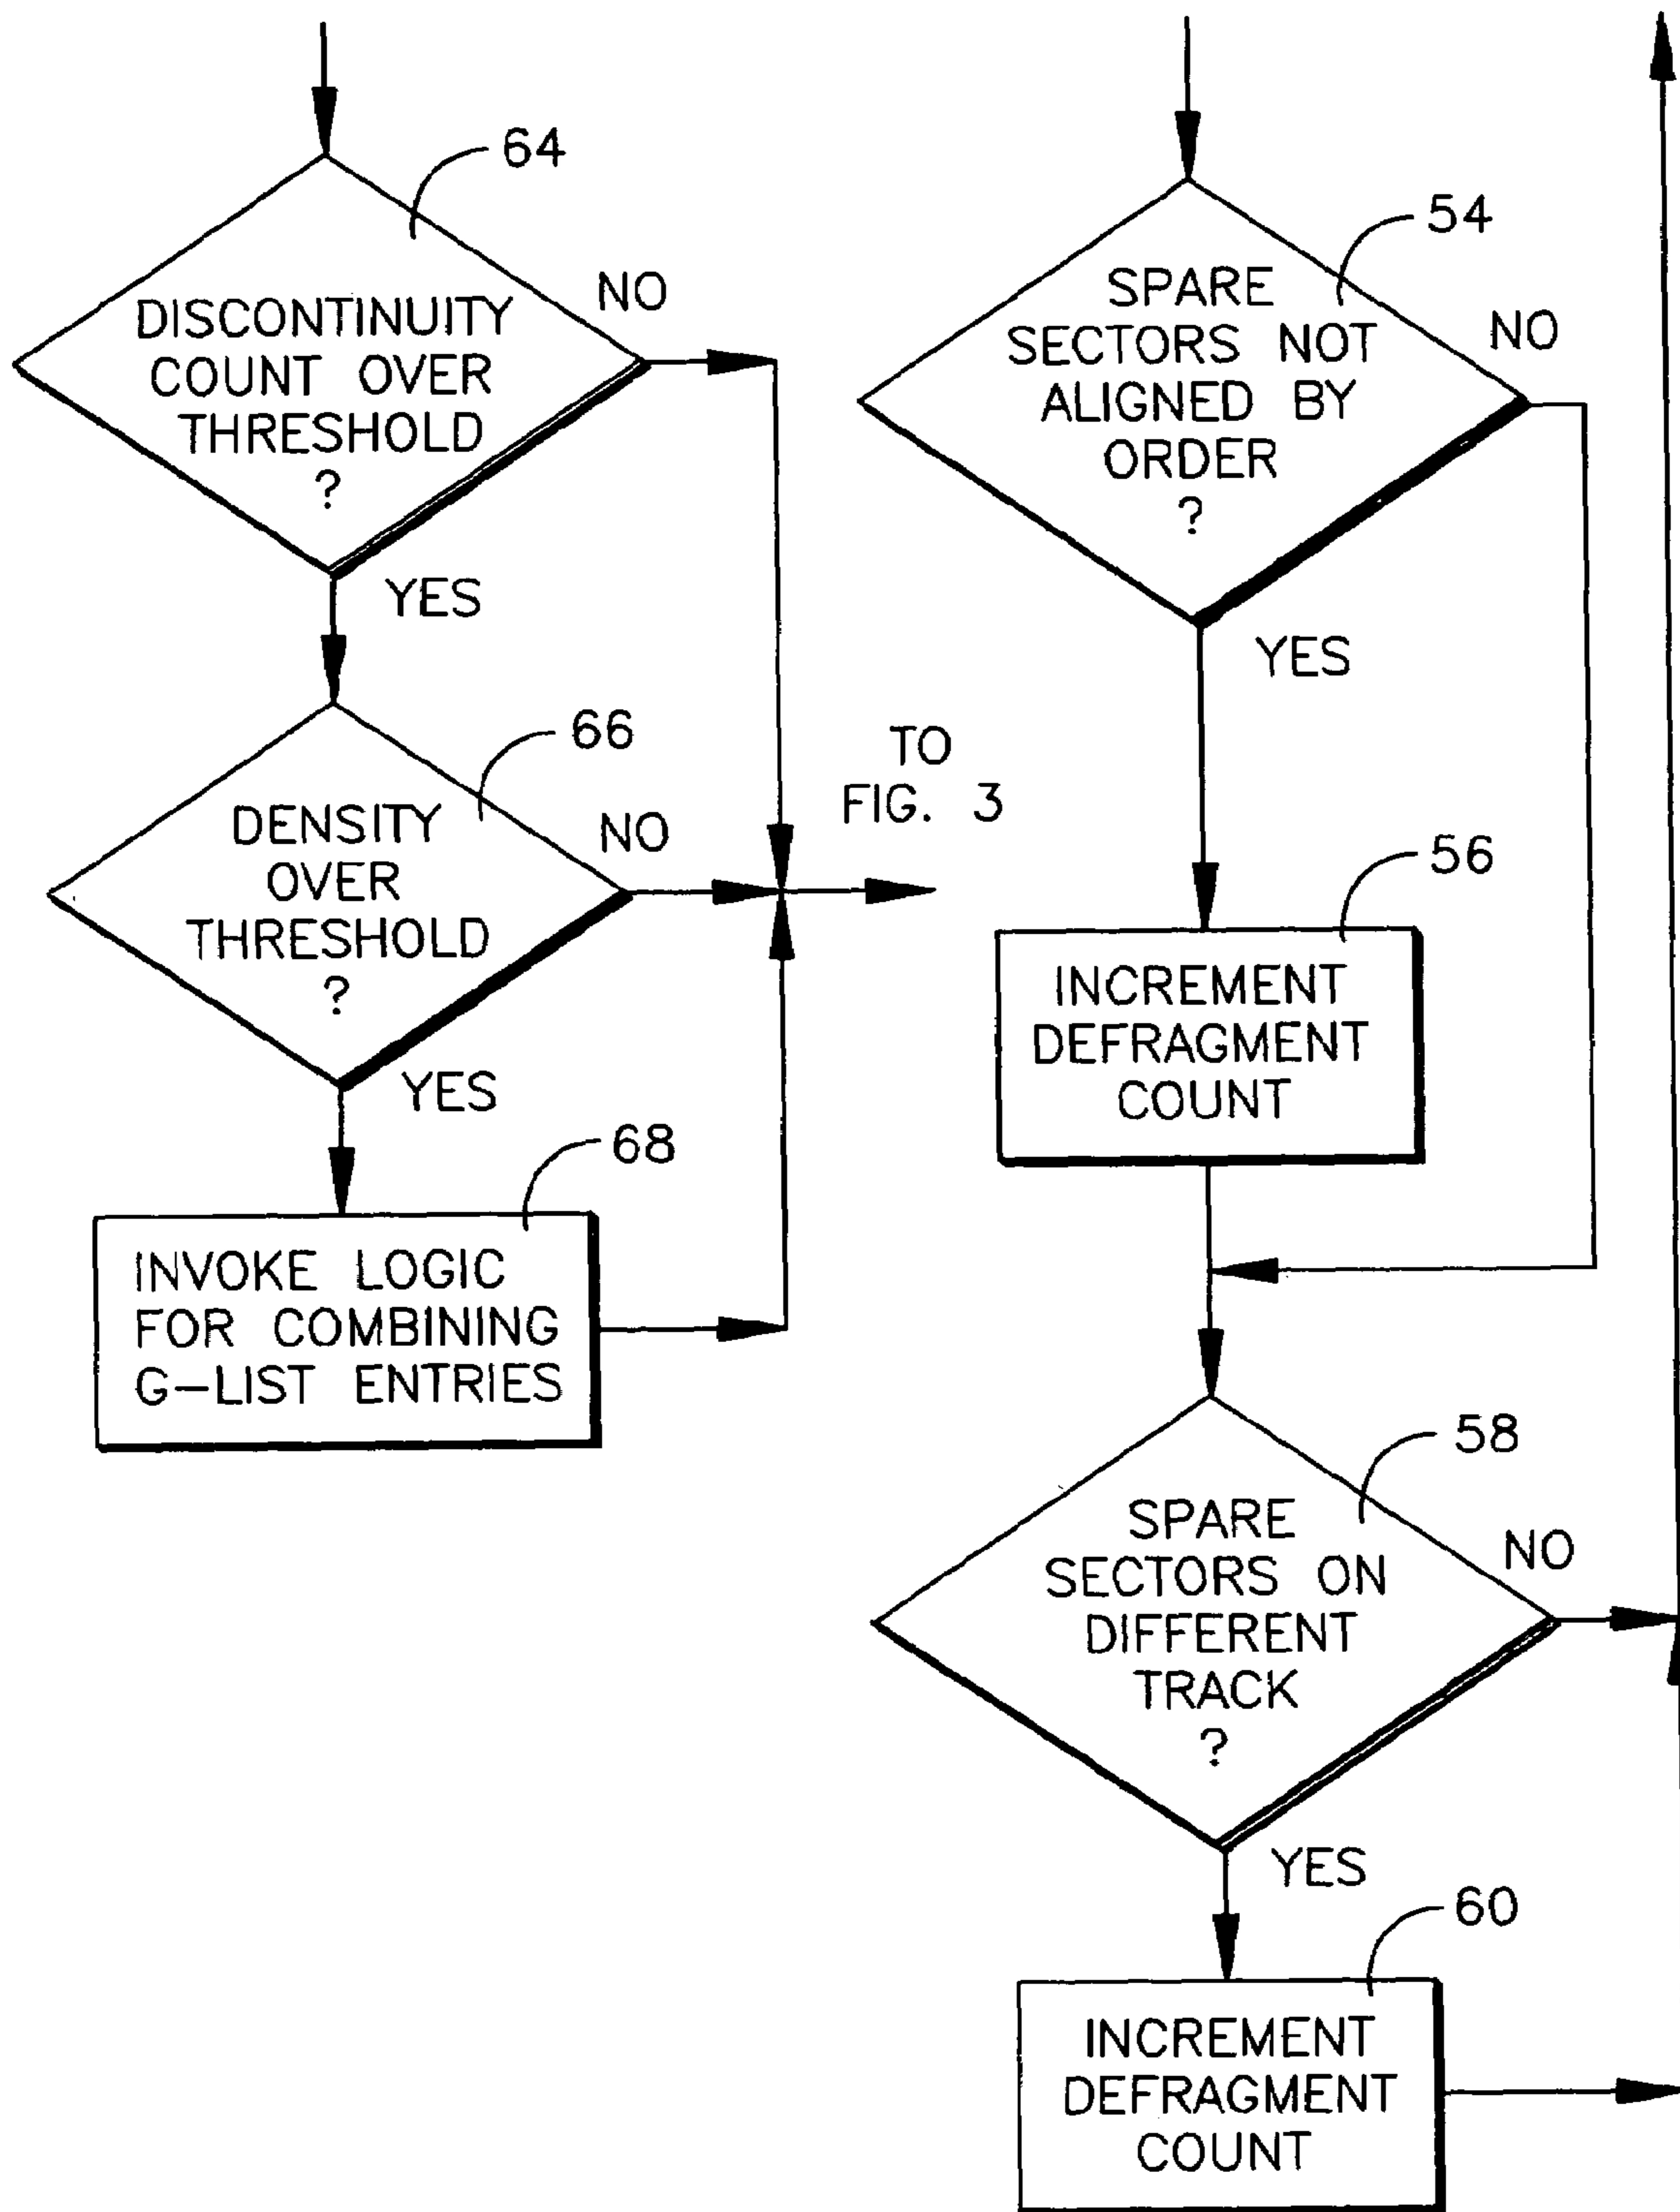 64
DISCONTINUITY
COUNT OVER
THRESHOLD
?
NO
YES
66
DENSITY
OVER
THRESHOLD
?
NO
YES
TO
FIG. 3
68
INVOKE LOGIC
FOR COMBINING
G-LIST ENTRIES
54
SPARE
SECTORS NOT
ALIGNED BY
ORDER
?
NO
YES
56
INCREMENT
DEFRAGMENT
COUNT
58
SPARE
SECTORS ON
DIFFERENT
TRACK
?
NO
YES
60
INCREMENT
DEFRAGMENT
COUNT